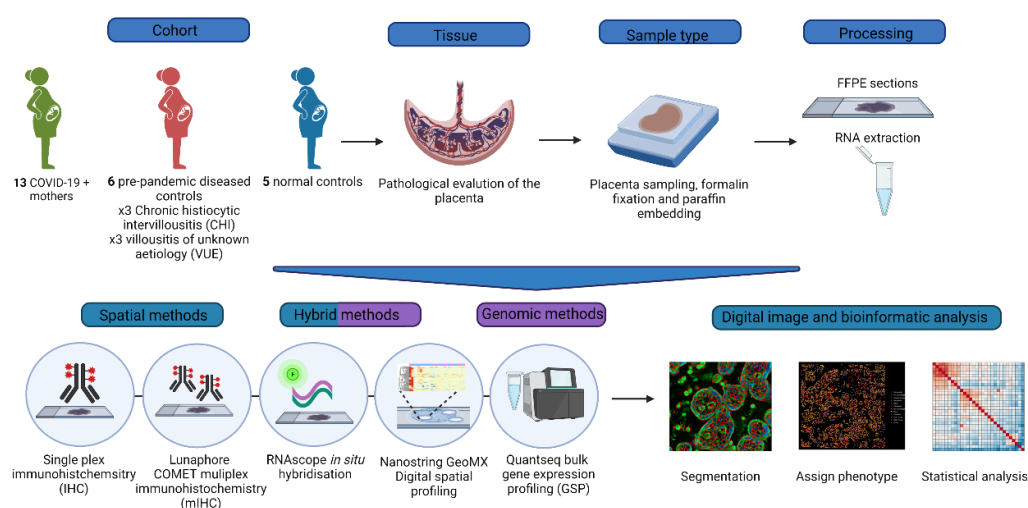 Cohort
Tissue
Sample type
Processing
13 COVID-19 +
mothers
6 pre-pandemic diseased
controls
x3 Chronic histiocytic
intervillousitis (CHI)
x3 villousitis of unknown
aetiology (VUE)
5 normal controls
Pathological evalution of the
placenta
Placenta sampling, formalin
fixation and paraffin
embedding
FFPE sections
RNA extraction
Spatial methods
Hybrid methods
Genomic methods
Digital image and bioinformatic analysis
Single plex
immunohistchemsitry
(IHC)
Lunaphore
COMET muliplex
immunohistochemistry
(mIHC)
RNAscope in situ
hybridisation
Nanostring GeoMX
Digital spatial
profiling
Quantseq bulk
gene expression
profiling (GSP)
Segmentation
Assign phenotype
Statistical analysis